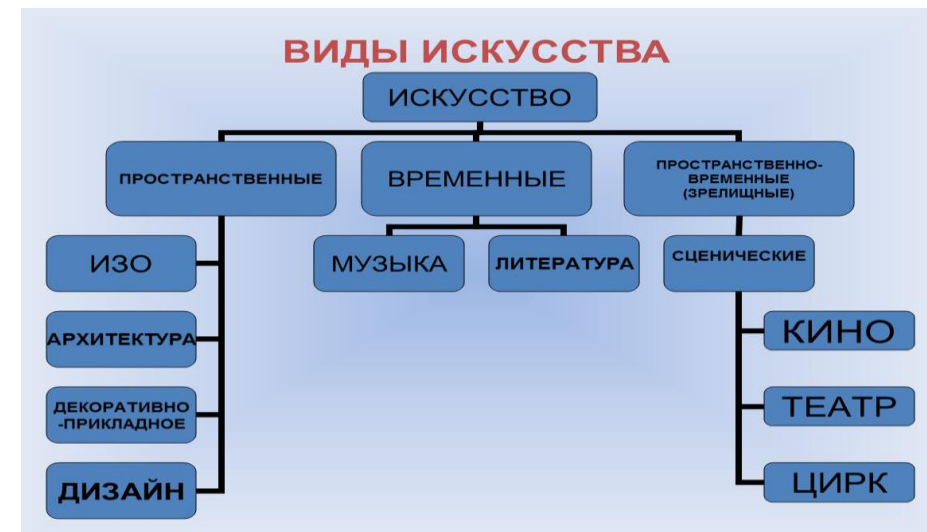 ВИДЫ ИСКУССТВА
ИСКУССТВО
ПРОСТРАНСТВЕННЫЕ
ВРЕМЕННЫЕ
ПРОСТРАНСТВЕННО-
ВРЕМЕННЫЕ
(ЗРЕЛИЩНЫЕ)
ИЗО
МУЗЫКА
ЛИТЕРАТУРА
СЦЕНИЧЕСКИЕ
АРХИТЕКТУРА
КИНО
ДЕКОРАТИВНО
-ПРИКЛАДНОЕ
ТЕАТР
ДИЗАЙН
ЦИРК